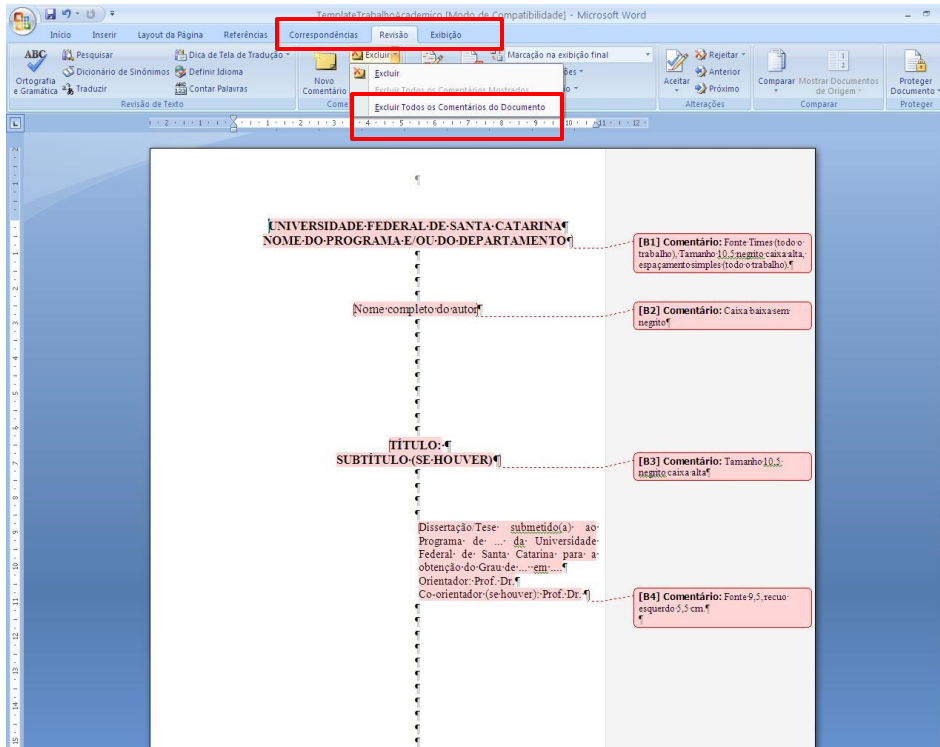 TemplateTrabalhoAcademico [Modo de Compatibilidade] - Microsoft Word
Início Inserir Layout da Página Referências Correspondências Revisão Exibição
ABC
Ortografia
e Gramática
Pesquisar
Dicionário de Sinônimos
Traduzir
Dica de Tela de Tradução
Definir Idioma
Contar Palavras
Revisão de Texto
Novo
Comentário
Excluir
Excluir
Excluir Todos os Comentários Mostrados
Excluir Todos os Comentários do Documento
Marcação na exibição final
Aceitar
Rejeitar
Anterior
Próximo
Alterações
Comparar
Mostrar Documentos
de Origem
Comparar
Proteger
Documento
Proteger
UNIVERSIDADE·FEDERAL·DE·SANTA·CATARINA¶
NOME·DO·PROGRAMA·E/OU·DO·DEPARTAMENTO¶
[B1] Comentário: Fonte Times (todo o
trabalho), Tamanho 10,5 negrito caixa alta,
espaçamento simples (todo o trabalho).¶
Nome·completo·do·autor¶
[B2] Comentário: Caixa baixa sem
negrito¶
TÍTULO:·¶
SUBTÍTULO·(SE·HOUVER)¶
[B3] Comentário: Tamanho 10,5
negrito caixa alta¶
Dissertação/Tese· submetido(a)· ao·
Programa· de· ...· da· Universidade·
Federal· de· Santa· Catarina· para· a·
obtenção·do·Grau·de·...··em·....¶
Orientador:·Prof.·Dr.¶
Co-orientador·(se·houver):·Prof.·Dr.·¶
[B4] Comentário: Fonte 9,5, recuo
esquerdo 5,5 cm.¶
¶